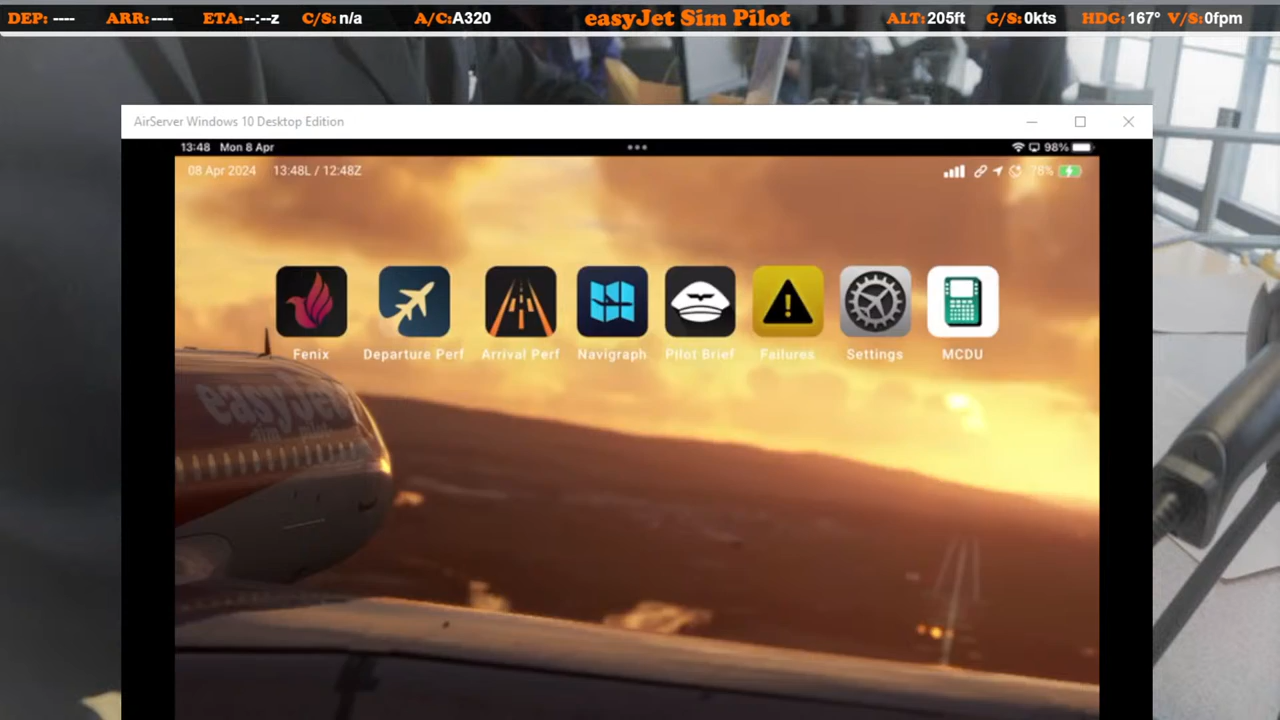 DEP: ---- ARR: ---- ETA: --:--z C/S: n/a A/C: A320 easyJet Sim Pilot ALT: 205ft G/S: 0kts HDG: 167° V/S: 0fpm
AirServer Windows 10 Desktop Edition
13:48 Mon 8 Apr 98%
08 Apr 2024 13:48L / 12:48Z 78%
Fenix Departure Perf Arrival Perf Navigraph Pilot Brief Failures Settings MCDU
easyJet
sim pilot